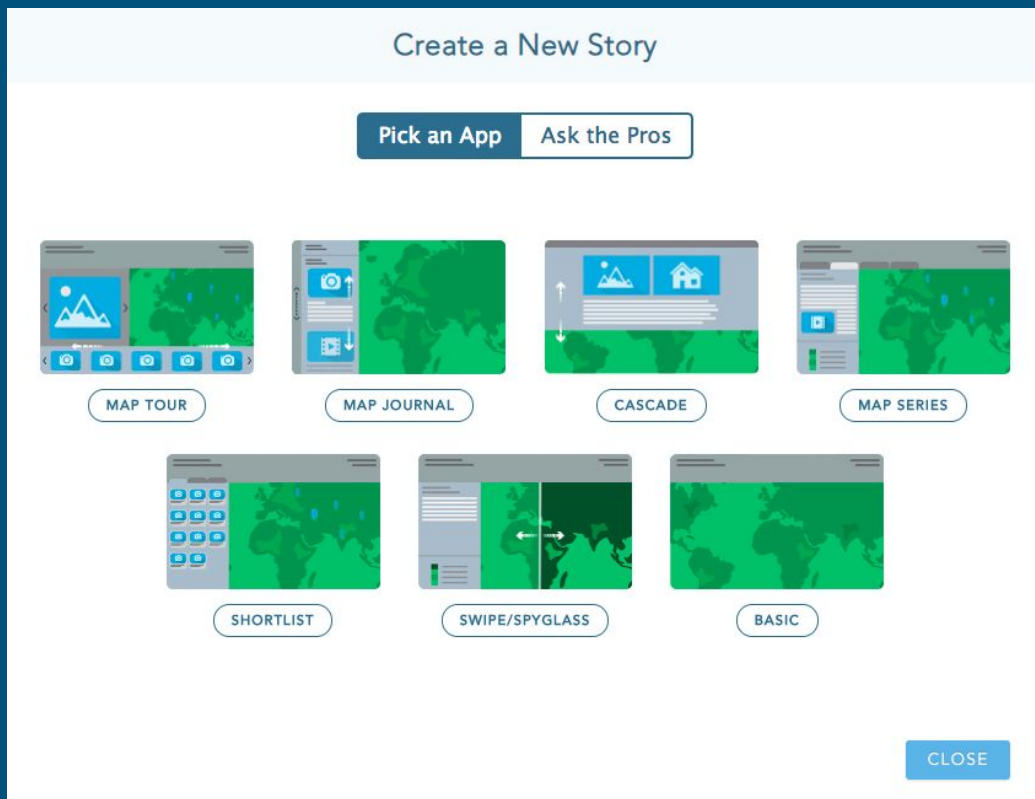 Create a New Story
Pick an App
Ask the Pros
MAP TOUR
MAP JOURNAL
CASCADE
MAP SERIES
SHORTLIST
SWIPE/SPYGLASS
BASIC
CLOSE